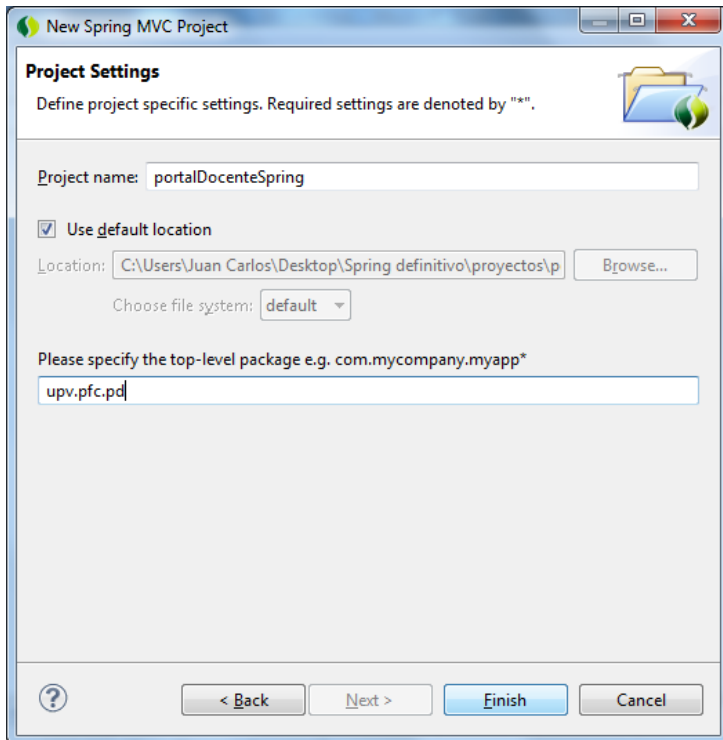 New Spring MVC Project
Project Settings
Define project specific settings. Required settings are denoted by "*".
Project name: portalDocenteSpring
Use default location
Location: C:\Users\Juan Carlos\Desktop\Spring definitivo\proyectos\p Browse...
Choose file system: default
Please specify the top-level package e.g. com.mycompany.myapp*
upv.pfc.pd
? < Back Next > Finish Cancel